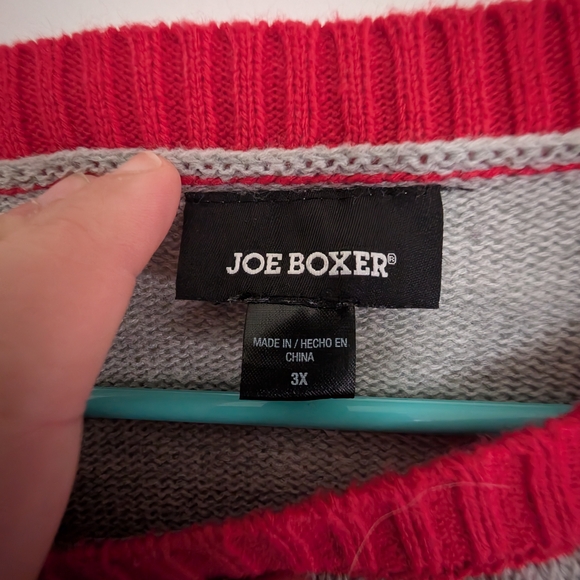 JOE BOXER®
MADE IN / HECHO EN
CHINA
3X